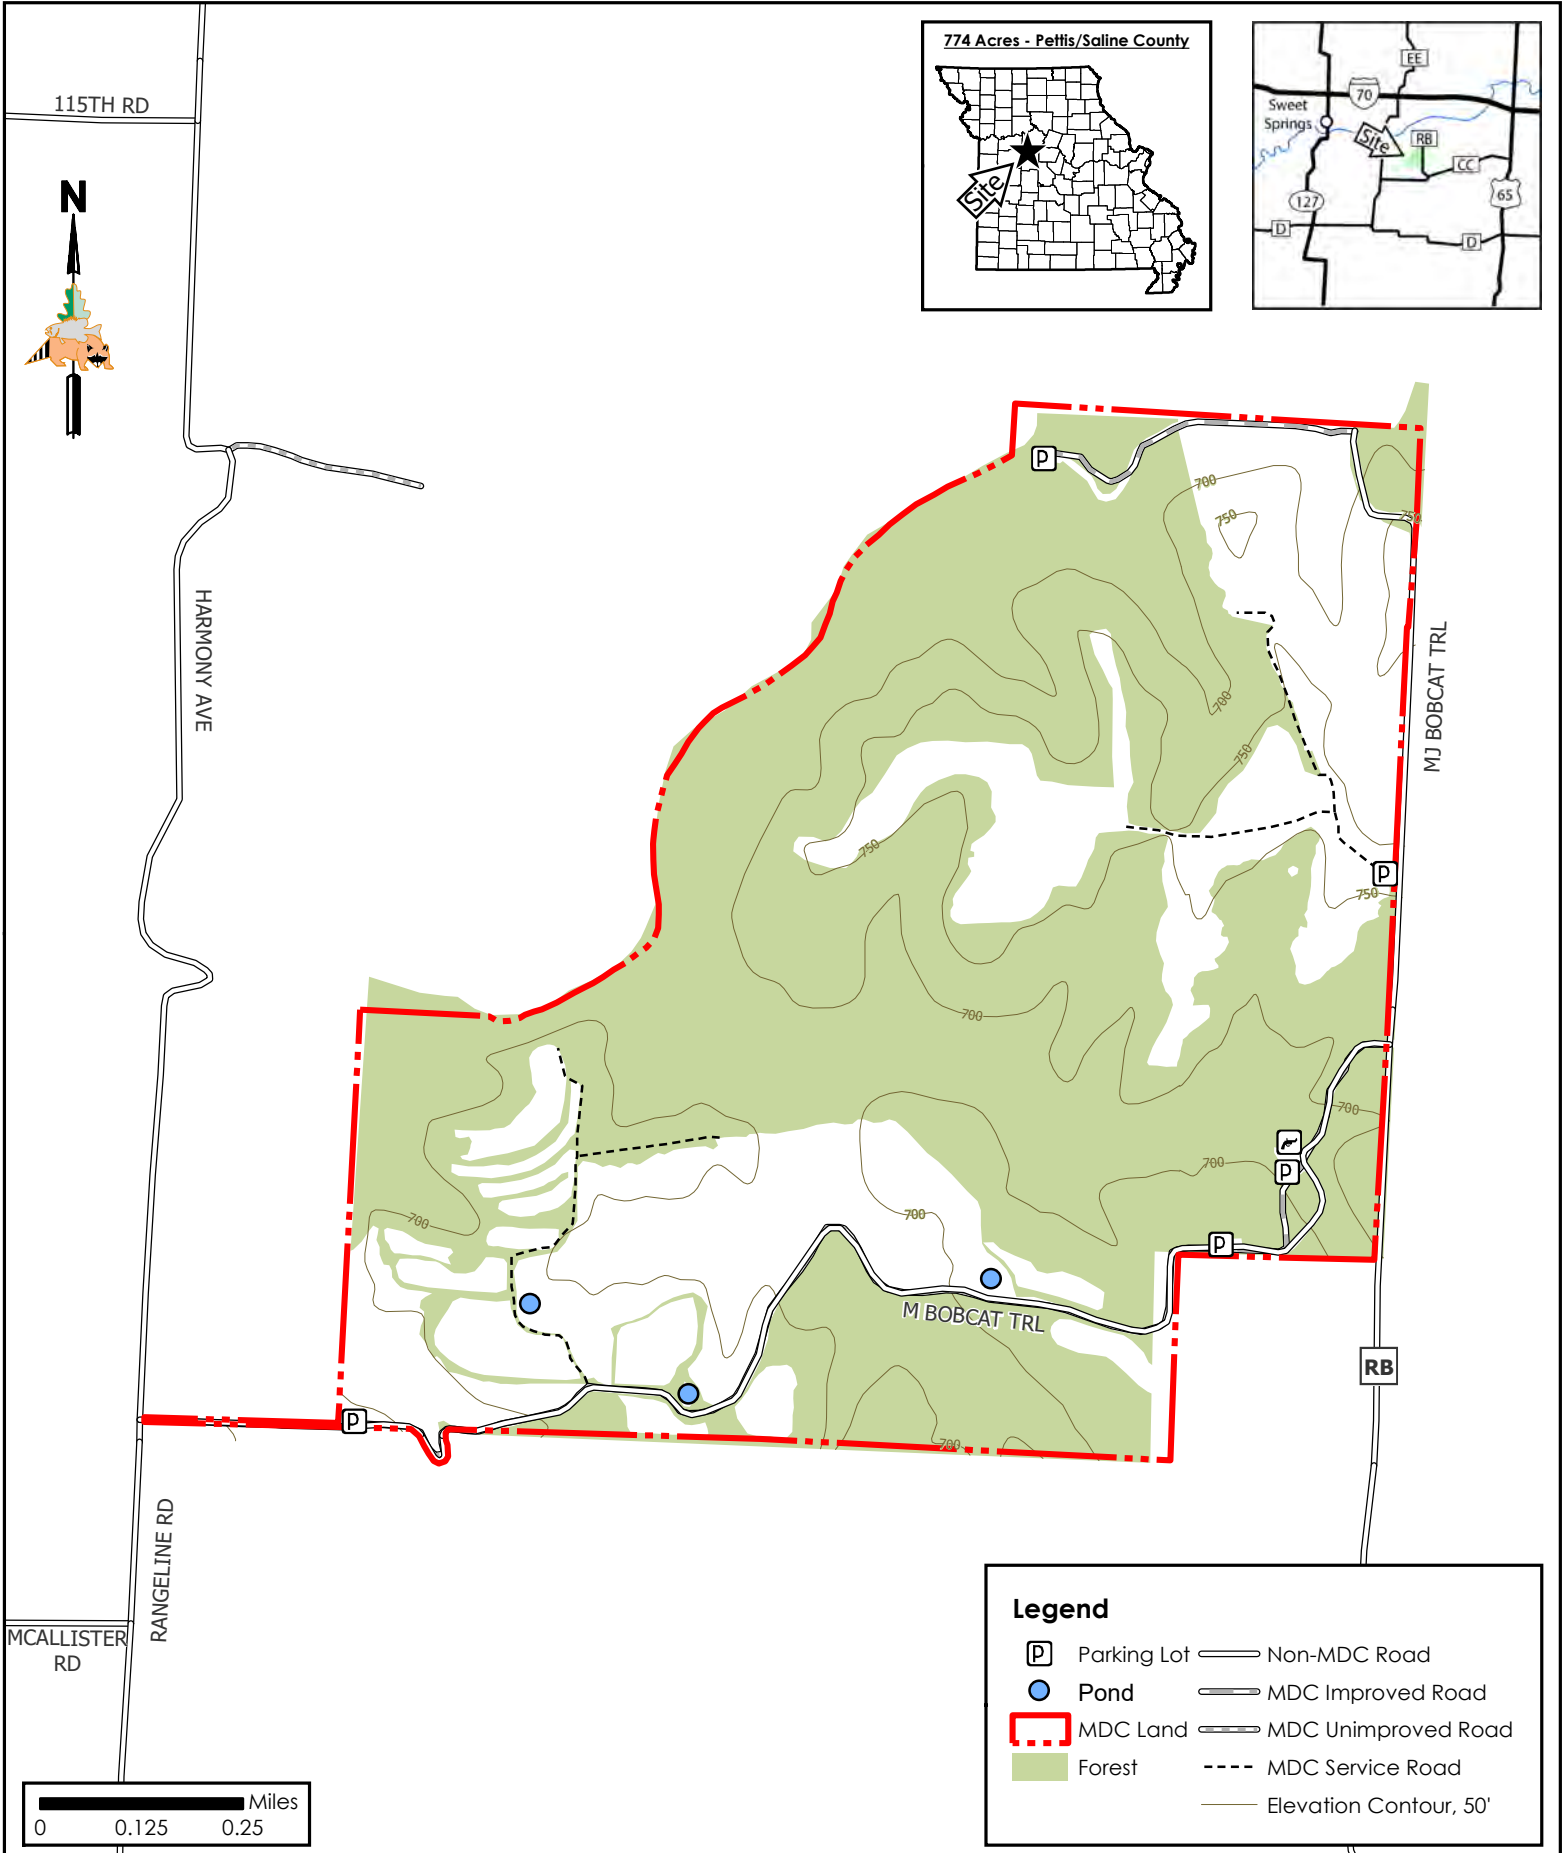 774 Acres - Pettis/Saline County
Site
EE
70
Sweet
Springs
Site
RB
CC
127
65
D
D
115TH RD
N
HARMONY AVE
700
750
750
MJ BOBCAT TRL
700
750
750
750
700
700
700
700
700
M BOBCAT TRL
700
RB
RANGELINE RD
MCALLISTER
RD
P
P
P
P
P
Legend
P Parking Lot
Pond
MDC Land
Forest
Non-MDC Road
MDC Improved Road
MDC Unimproved Road
MDC Service Road
Elevation Contour, 50'
Miles
0 0.125 0.25